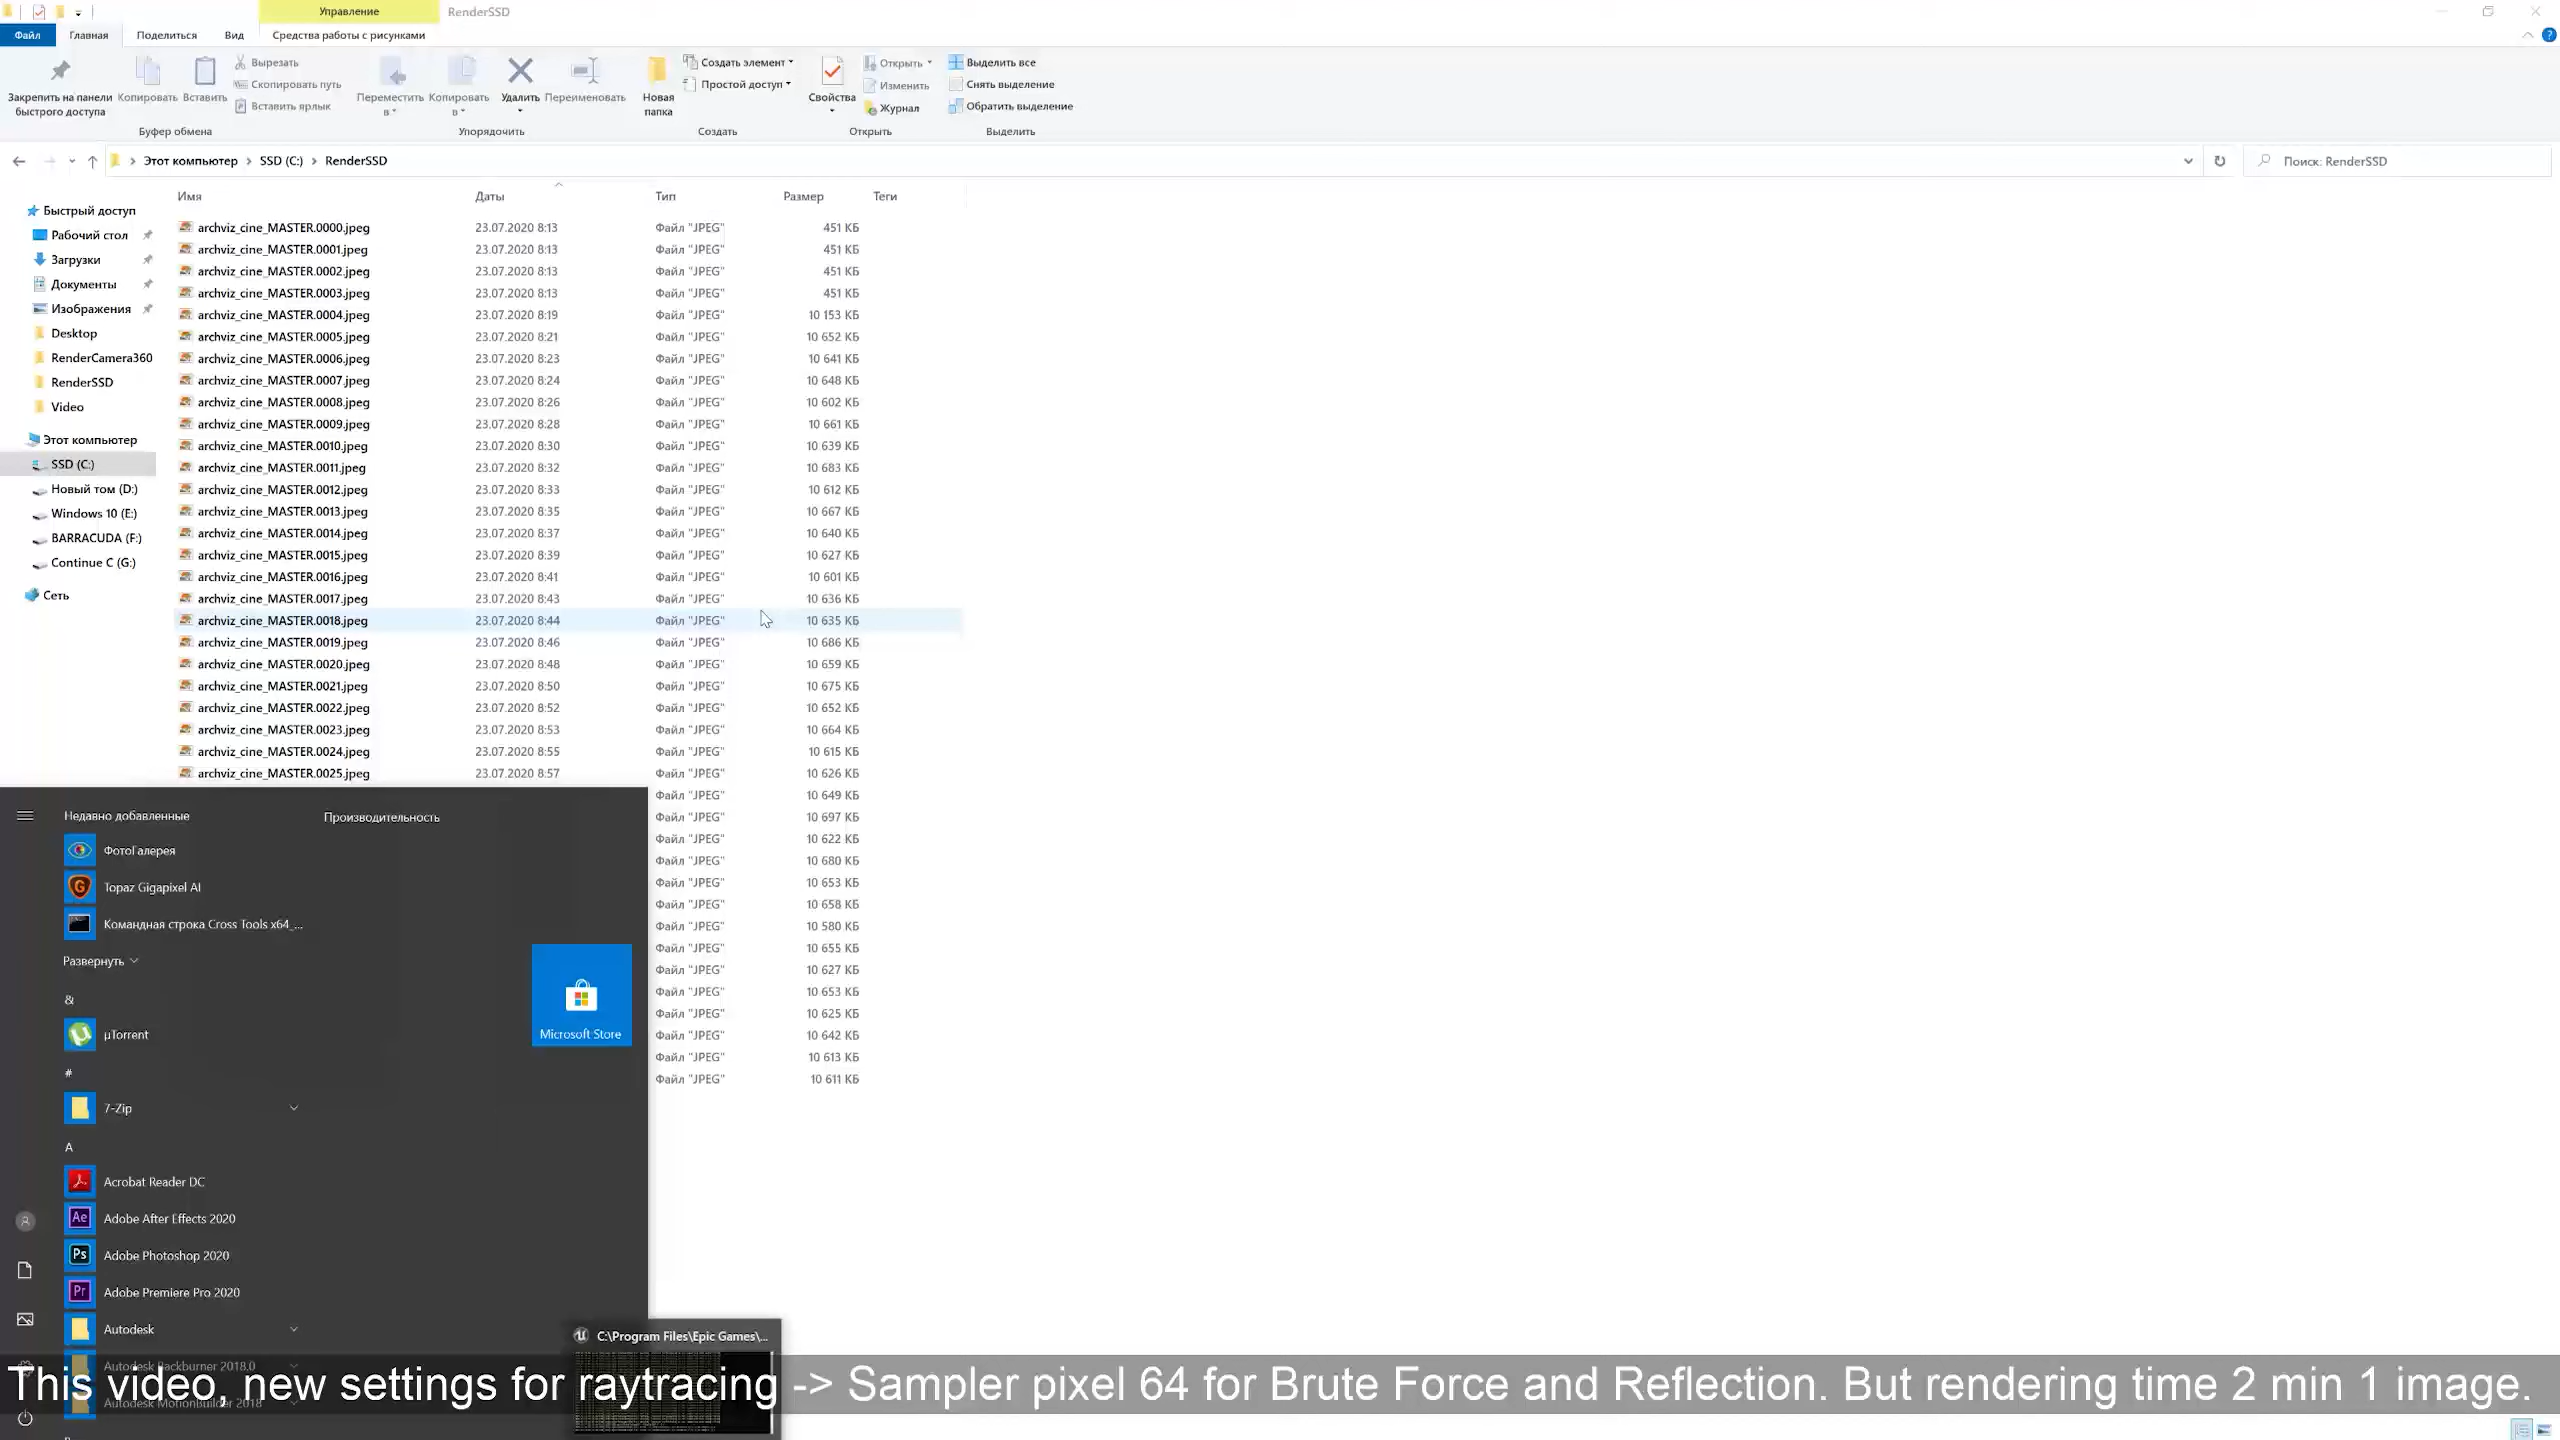 Управление
RenderSSD
Файл
Главная
Поделиться
Вид
Средства работы с рисунками
Закрепить на панели
быстрого доступа
Копировать
Вставить
Вырезать
Скопировать путь
Вставить ярлык
Переместить
в
Копировать
в
Удалить
Переименовать
Новая
папка
Создать элемент
Простой доступ
Свойства
Открыть
Изменить
Журнал
Выделить все
Снять выделение
Обратить выделение
Буфер обмена
Упорядочить
Создать
Открыть
Выделить
Этот компьютер
SSD (C:)
RenderSSD
Поиск: RenderSSD
Быстрый доступ
Рабочий стол
Загрузки
Документы
Изображения
Desktop
RenderCamera360
RenderSSD
Video
Этот компьютер
SSD (C:)
Новый том (D:)
Windows 10 (E:)
BARRACUDA (F:)
Continue C (G:)
Сеть
Имя Даты Тип Размер Теги
archviz_cine_MASTER.0000.jpeg 23.07.2020 8:13 Файл "JPEG" 451 КБ
archviz_cine_MASTER.0001.jpeg 23.07.2020 8:13 Файл "JPEG" 451 КБ
archviz_cine_MASTER.0002.jpeg 23.07.2020 8:13 Файл "JPEG" 451 КБ
archviz_cine_MASTER.0003.jpeg 23.07.2020 8:13 Файл "JPEG" 451 КБ
archviz_cine_MASTER.0004.jpeg 23.07.2020 8:19 Файл "JPEG" 10 153 КБ
archviz_cine_MASTER.0005.jpeg 23.07.2020 8:21 Файл "JPEG" 10 652 КБ
archviz_cine_MASTER.0006.jpeg 23.07.2020 8:23 Файл "JPEG" 10 641 КБ
archviz_cine_MASTER.0007.jpeg 23.07.2020 8:24 Файл "JPEG" 10 648 КБ
archviz_cine_MASTER.0008.jpeg 23.07.2020 8:26 Файл "JPEG" 10 602 КБ
archviz_cine_MASTER.0009.jpeg 23.07.2020 8:28 Файл "JPEG" 10 661 КБ
archviz_cine_MASTER.0010.jpeg 23.07.2020 8:30 Файл "JPEG" 10 639 КБ
archviz_cine_MASTER.0011.jpeg 23.07.2020 8:32 Файл "JPEG" 10 683 КБ
archviz_cine_MASTER.0012.jpeg 23.07.2020 8:33 Файл "JPEG" 10 612 КБ
archviz_cine_MASTER.0013.jpeg 23.07.2020 8:35 Файл "JPEG" 10 667 КБ
archviz_cine_MASTER.0014.jpeg 23.07.2020 8:37 Файл "JPEG" 10 640 КБ
archviz_cine_MASTER.0015.jpeg 23.07.2020 8:39 Файл "JPEG" 10 627 КБ
archviz_cine_MASTER.0016.jpeg 23.07.2020 8:41 Файл "JPEG" 10 601 КБ
archviz_cine_MASTER.0017.jpeg 23.07.2020 8:43 Файл "JPEG" 10 636 КБ
archviz_cine_MASTER.0018.jpeg 23.07.2020 8:44 Файл "JPEG" 10 635 КБ
archviz_cine_MASTER.0019.jpeg 23.07.2020 8:46 Файл "JPEG" 10 686 КБ
archviz_cine_MASTER.0020.jpeg 23.07.2020 8:48 Файл "JPEG" 10 659 КБ
archviz_cine_MASTER.0021.jpeg 23.07.2020 8:50 Файл "JPEG" 10 675 КБ
archviz_cine_MASTER.0022.jpeg 23.07.2020 8:52 Файл "JPEG" 10 652 КБ
archviz_cine_MASTER.0023.jpeg 23.07.2020 8:53 Файл "JPEG" 10 664 КБ
archviz_cine_MASTER.0024.jpeg 23.07.2020 8:55 Файл "JPEG" 10 615 КБ
archviz_cine_MASTER.0025.jpeg 23.07.2020 8:57 Файл "JPEG" 10 626 КБ
Файл "JPEG" 10 649 КБ
Файл "JPEG" 10 697 КБ
Файл "JPEG" 10 622 КБ
Файл "JPEG" 10 680 КБ
Файл "JPEG" 10 653 КБ
Файл "JPEG" 10 658 КБ
Файл "JPEG" 10 580 КБ
Файл "JPEG" 10 655 КБ
Файл "JPEG" 10 627 КБ
Файл "JPEG" 10 653 КБ
Файл "JPEG" 10 625 КБ
Файл "JPEG" 10 642 КБ
Файл "JPEG" 10 613 КБ
Файл "JPEG" 10 611 КБ
Недавно добавленные
Производительность
ФотоГалерея
Topaz Gigapixel AI
Командная строка Cross Tools x64_...
Развернуть
&
µTorrent
Microsoft Store
#
7-Zip
A
Acrobat Reader DC
Adobe After Effects 2020
Adobe Photoshop 2020
Adobe Premiere Pro 2020
Autodesk
Autodesk Backburner 2018.0
Autodesk MotionBuilder 2018
C:\Program Files\Epic Games\...
This video, new settings for raytracing -> Sampler pixel 64 for Brute Force and Reflection. But rendering time 2 min 1 image.